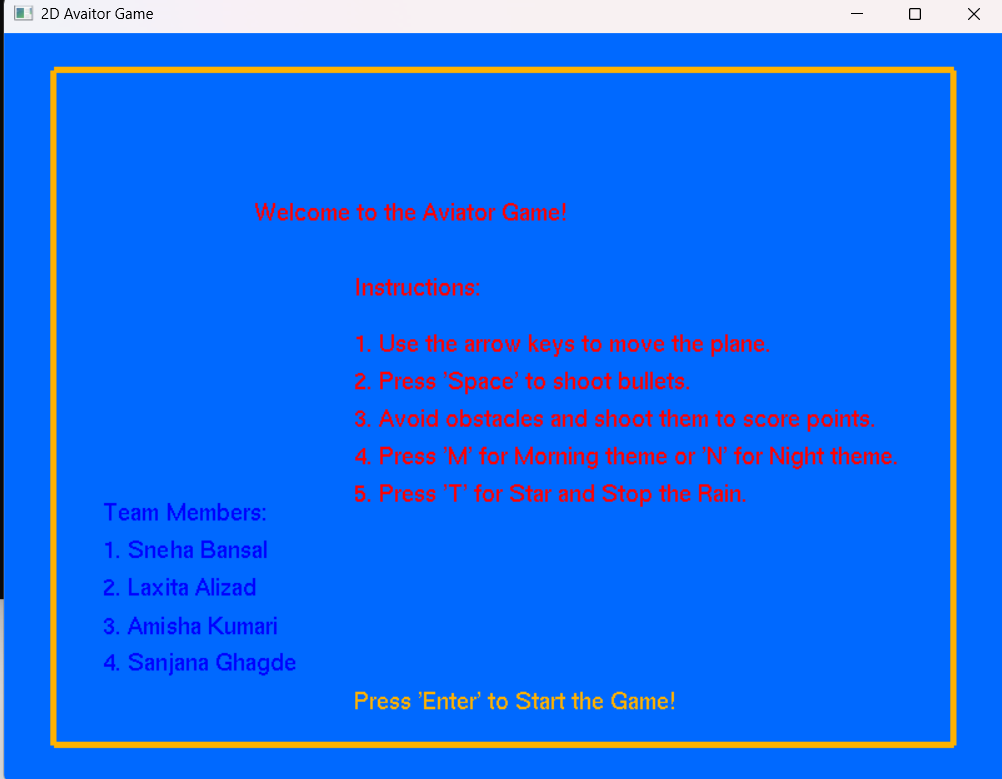 2D Avaitor Game
Welcome to the Aviator Game!
Instructions:
1. Use the arrow keys to move the plane.
2. Press 'Space' to shoot bullets.
3. Avoid obstacles and shoot them to score points.
4. Press 'M' for Morning theme or 'N' for Night theme.
5. Press 'T' for Star and Stop the Rain.
Team Members:
1. Sneha Bansal
2. Laxita Alizad
3. Amisha Kumari
4. Sanjana Ghagde
Press 'Enter' to Start the Game!